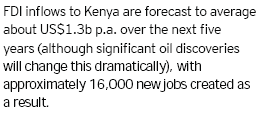 FDI inflows to Kenya are forecast to average
about US$1.3b p.a. over the next five
years (although significant oil discoveries
will change this dramatically), with
approximately 16,000 new jobs created as
a result.